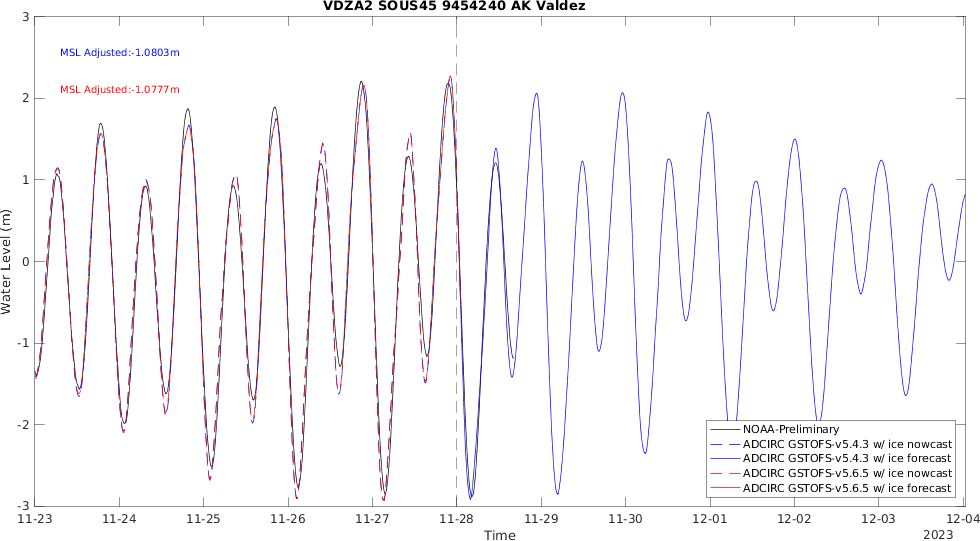 VDZA2 SOUS45 9454240 AK Valdez
MSL Adjusted:-1.0803m
MSL Adjusted:-1.0777m
Water Level (m)
3
2
1
0
-1
-2
-3
NOAA-Preliminary
ADCIRC GSTOFS-v5.4.3 w/ ice nowcast
ADCIRC GSTOFS-v5.4.3 w/ ice forecast
ADCIRC GSTOFS-v5.6.5 w/ ice nowcast
ADCIRC GSTOFS-v5.6.5 w/ ice forecast
11-23 11-24 11-25 11-26 11-27 11-28 11-29 11-30 12-01 12-02 12-03 12-04
Time
2023